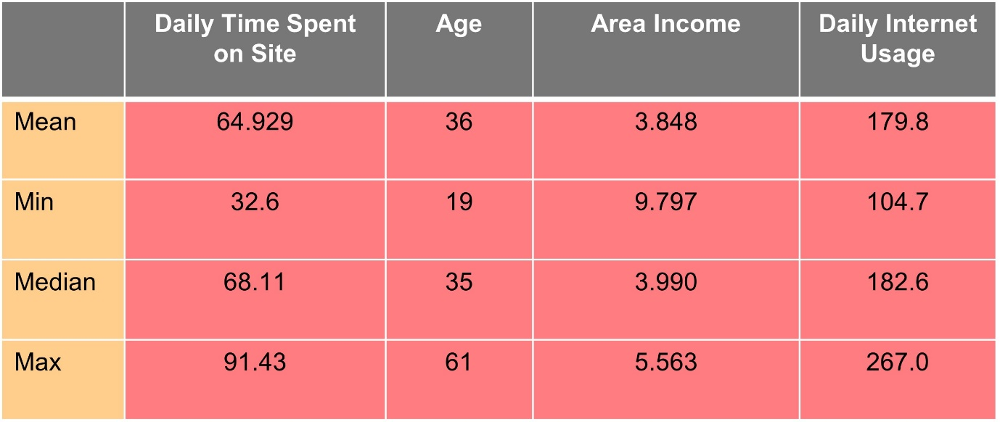 Daily Time Spent on Site Age Area Income Daily Internet Usage
Mean 64.929 36 3.848 179.8
Min 32.6 19 9.797 104.7
Median 68.11 35 3.990 182.6
Max 91.43 61 5.563 267.0